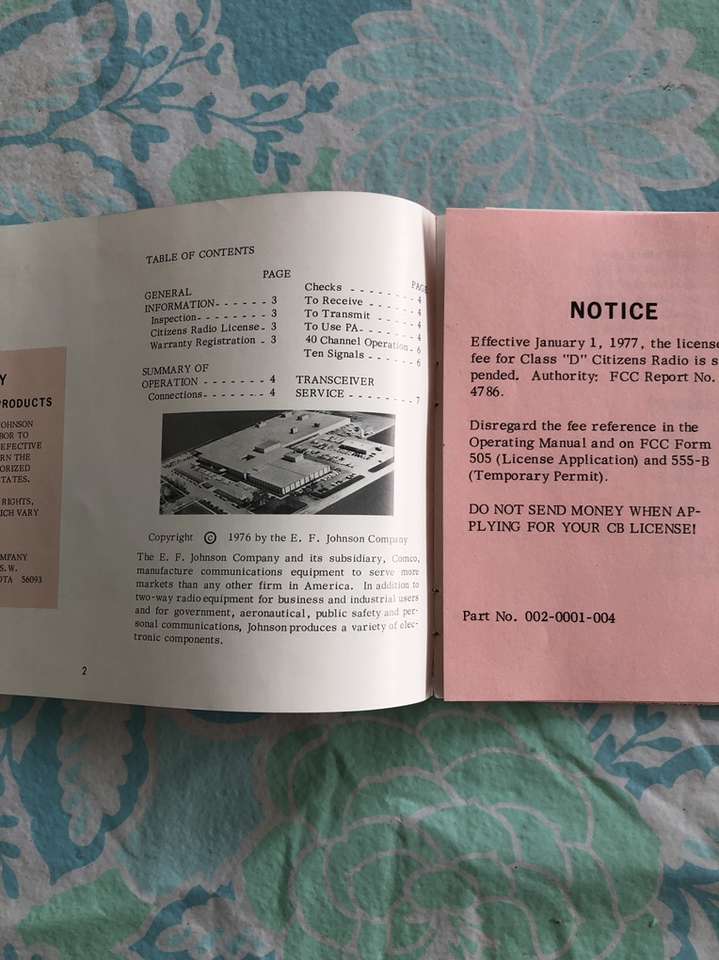 Y
PRODUCTS
JOHNSON
BOR TO
EFECTIVE
RN THE
ORIZED
STATES.
RIGHTS,
ICH VARY
OMPANY
S.W.
OTA 56093
TABLE OF CONTENTS
PAGE
GENERAL
INFORMATION - - - - - - 3
Inspection - - - - - - - 3
Citizens Radio License - 3
Warranty Registration - 3
SUMMARY OF
OPERATION - - - - - - - - 4
Connections - - - - - - - 4
PAGE
Checks - - - - - - - - 4
To Receive - - - - - - 4
To Transmit - - - - - 4
To Use PA - - - - - - 4
40 Channel Operation - 6
Ten Signals - - - - - - 6
TRANSCEIVER
SERVICE - - - - - - - - - 7
Copyright © 1976 by the E. F. Johnson Company
The E. F. Johnson Company and its subsidiary, Comco,
manufacture communications equipment to serve more
markets than any other firm in America. In addition to
two-way radio equipment for business and industrial users
and for government, aeronautical, public safety and per-
sonal communications, Johnson produces a variety of elec-
tronic components.
2
NOTICE
Effective January 1, 1977, the license
fee for Class "D" Citizens Radio is s
pended. Authority: FCC Report No.
4786.
Disregard the fee reference in the
Operating Manual and on FCC Form
505 (License Application) and 555-B
(Temporary Permit).
DO NOT SEND MONEY WHEN AP-
PLYING FOR YOUR CB LICENSE!
Part No. 002-0001-004